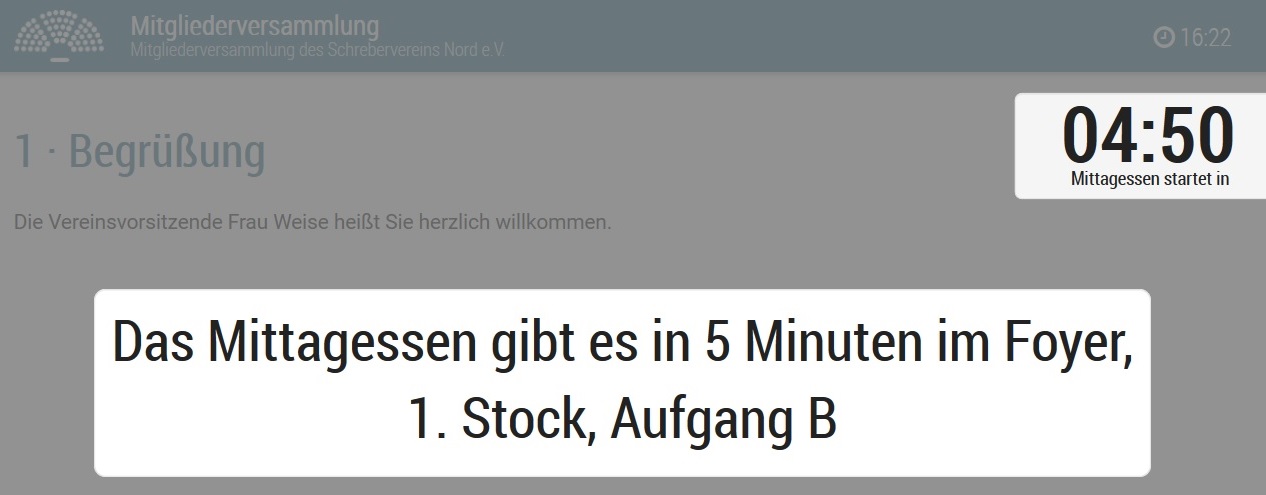 Mitgliederversammlung
Mitgliederversammlung des Schrebervereins Nord e.V.
16:22
1 · Begrüßung
04:50
Mittagessen startet in
Die Vereinsvorsitzende Frau Weise heißt Sie herzlich willkommen.
Das Mittagessen gibt es in 5 Minuten im Foyer,
1. Stock, Aufgang B